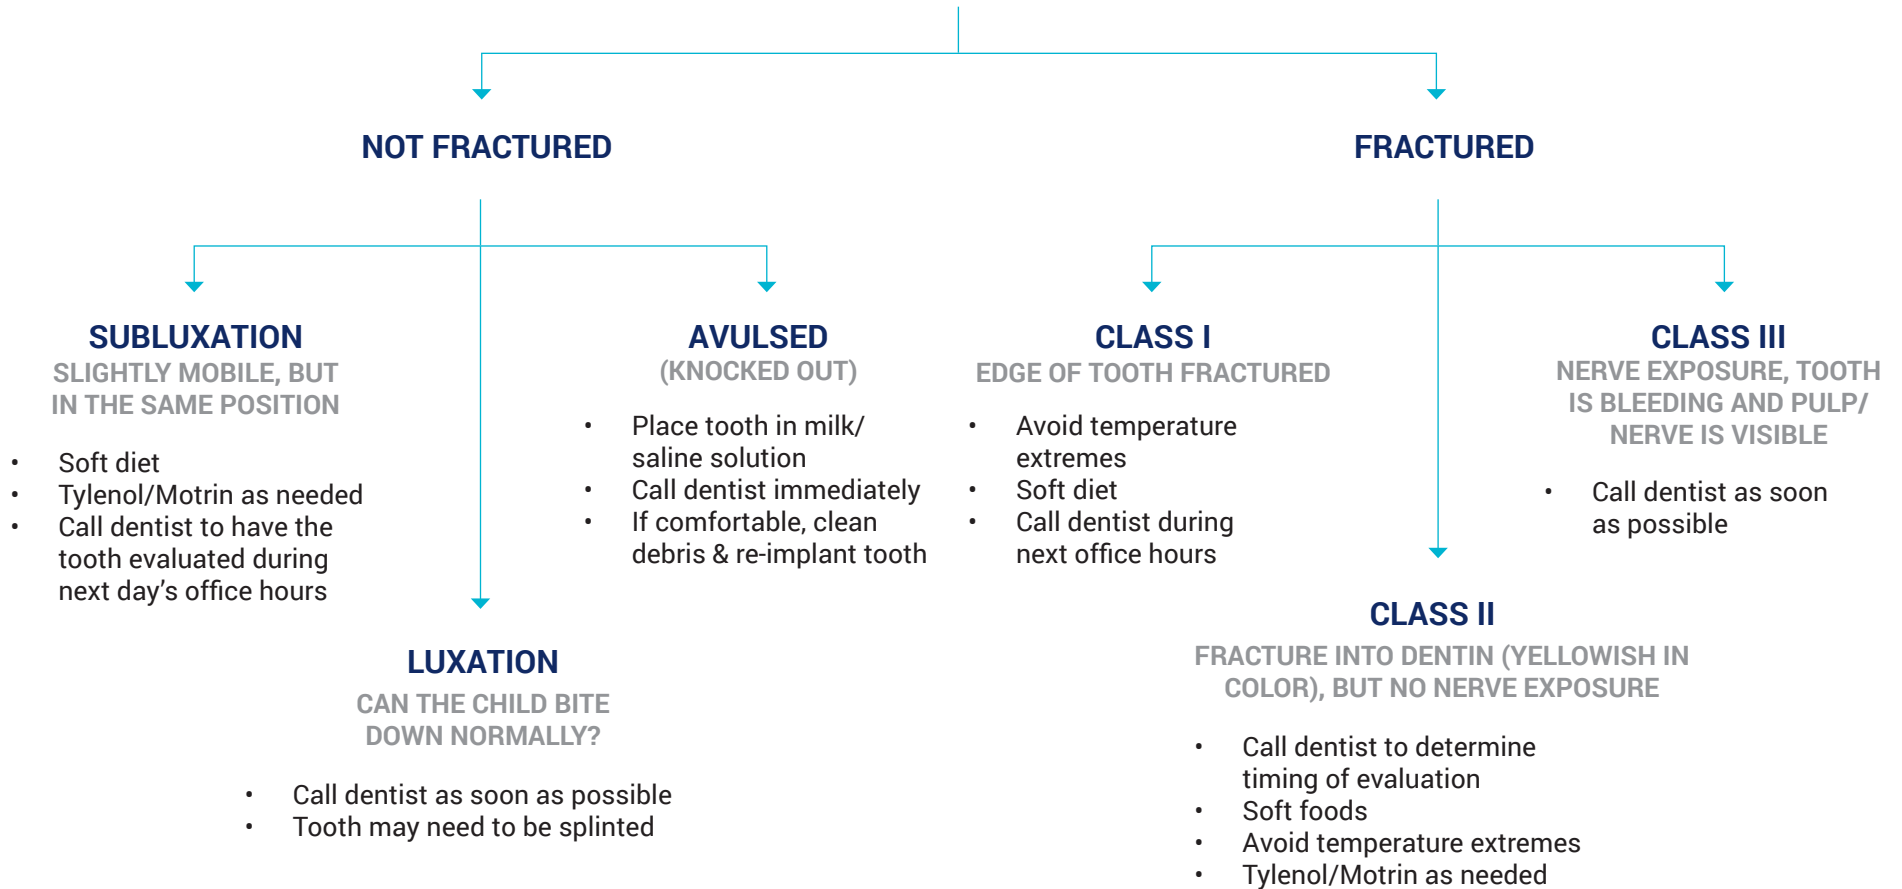 NOT FRACTURED
FRACTURED
SUBLUXATION
SLIGHTLY MOBILE, BUT
IN THE SAME POSITION
• Soft diet
• Tylenol/Motrin as needed
• Call dentist to have the
tooth evaluated during
next day's office hours
LUXATION
CAN THE CHILD BITE
DOWN NORMALLY?
• Call dentist as soon as possible
• Tooth may need to be splinted
AVULSED
(KNOCKED OUT)
• Place tooth in milk/
saline solution
• Call dentist immediately
• If comfortable, clean
debris & re-implant tooth
CLASS I
EDGE OF TOOTH FRACTURED
• Avoid temperature
extremes
• Soft diet
• Call dentist during
next office hours
CLASS II
FRACTURE INTO DENTIN (YELLOWISH IN
COLOR), BUT NO NERVE EXPOSURE
• Call dentist to determine
timing of evaluation
• Soft foods
• Avoid temperature extremes
• Tylenol/Motrin as needed
CLASS III
NERVE EXPOSURE, TOOTH
IS BLEEDING AND PULP/
NERVE IS VISIBLE
• Call dentist as soon
as possible